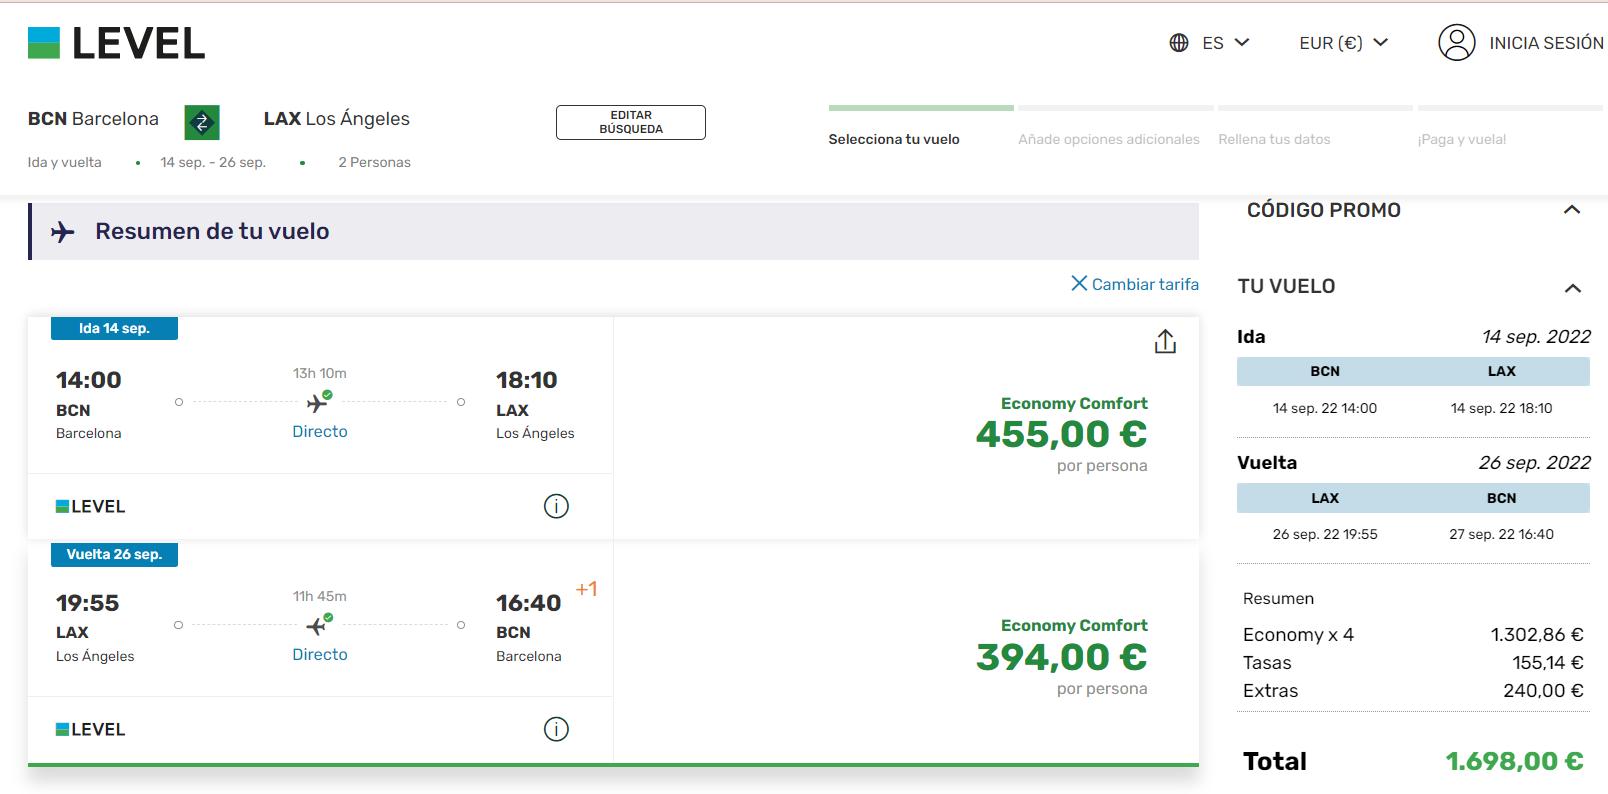 LEVEL
ES
EUR (€)
INICIA SESIÓN
BCN Barcelona
LAX Los Ángeles
EDITAR
BÚSQUEDA
Ida y vuelta
14 sep. - 26 sep.
2 Personas
Selecciona tu vuelo
Añade opciones adicionales
Rellena tus datos
¡Paga y vuela!
Resumen de tu vuelo
Cambiar tarifa
Ida 14 sep.
14:00
BCN
Barcelona
13h 10m
Directo
18:10
LAX
Los Ángeles
Economy Comfort
455,00 €
por persona
LEVEL
Vuelta 26 sep.
19:55
LAX
Los Ángeles
11h 45m
Directo
16:40 +1
BCN
Barcelona
Economy Comfort
394,00 €
por persona
LEVEL
CÓDIGO PROMO
TU VUELO
Ida 14 sep. 2022
BCN LAX
14 sep. 22 14:00 14 sep. 22 18:10
Vuelta 26 sep. 2022
LAX BCN
26 sep. 22 19:55 27 sep. 22 16:40
Resumen
Economy x 4 1.302,86 €
Tasas 155,14 €
Extras 240,00 €
Total 1.698,00 €